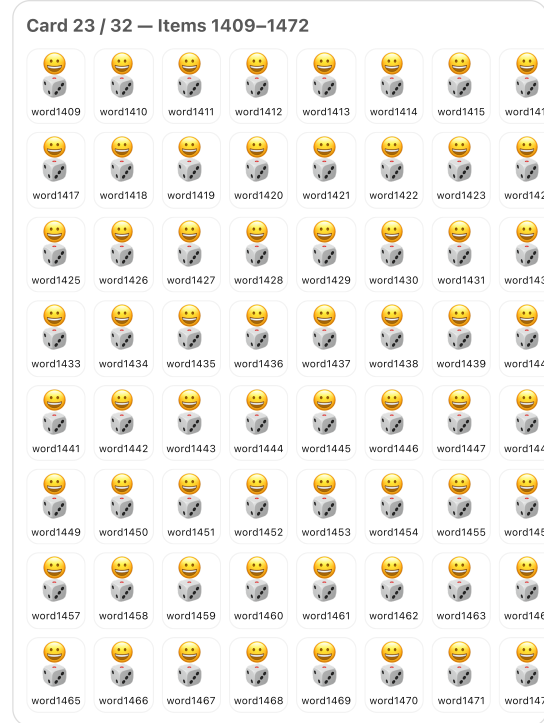 Card 23 / 32 — Items 1409–1472
word1409 word1410 word1411 word1412 word1413 word1414 word1415
word1417 word1418 word1419 word1420 word1421 word1422 word1423
word1425 word1426 word1427 word1428 word1429 word1430 word1431
word1433 word1434 word1435 word1436 word1437 word1438 word1439
word1441 word1442 word1443 word1444 word1445 word1446 word1447
word1449 word1450 word1451 word1452 word1453 word1454 word1455
word1457 word1458 word1459 word1460 word1461 word1462 word1463
word1465 word1466 word1467 word1468 word1469 word1470 word1471